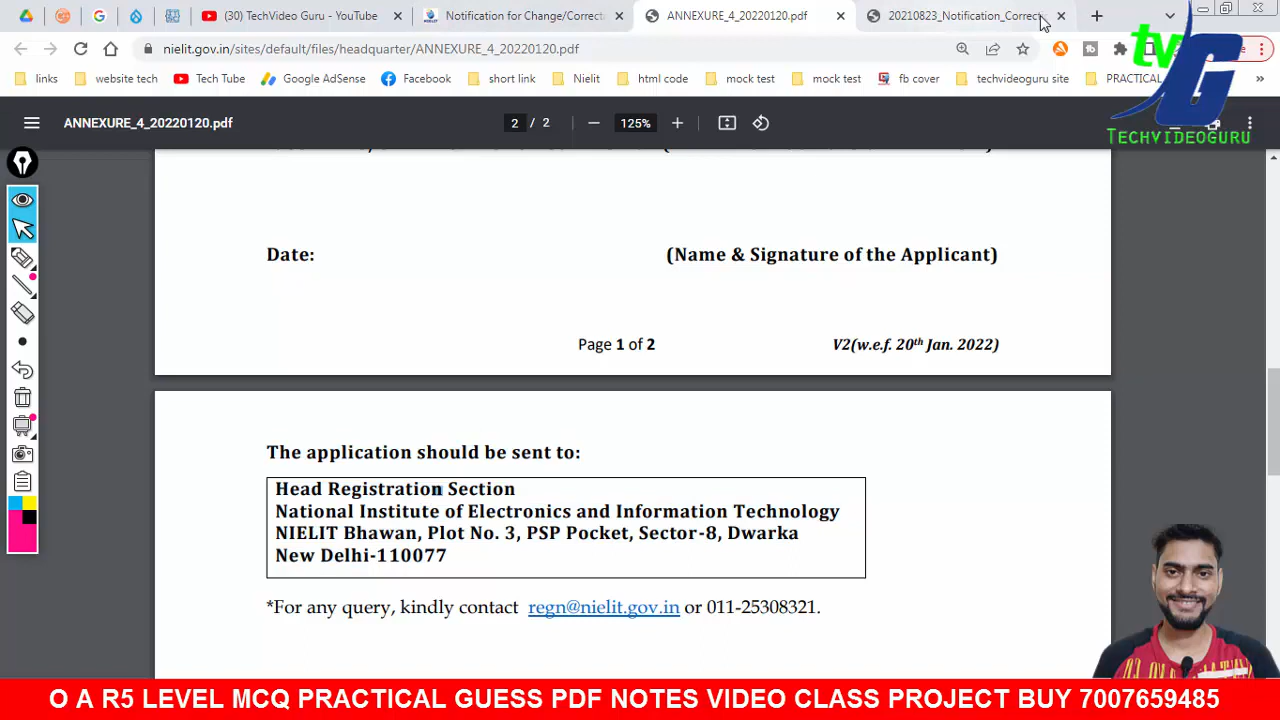 (30) TechVideo Guru - YouTube
Notification for Change/Correct
ANNEXURE_4_20220120.pdf
20210823_Notification_Correct
nielit.gov.in/sites/default/files/headquarter/ANNEXURE_4_20220120.pdf
links
website tech
Tech Tube
Google AdSense
Facebook
short link
Nielit
html code
mock test
mock test
fb cover
techvideoguru site
PRACTICAL
»
tvG
TECHVIDEOGURU
ANNEXURE_4_20220120.pdf
2 / 2
125%
Date:
(Name & Signature of the Applicant)
Page 1 of 2
V2(w.e.f. 20th Jan. 2022)
The application should be sent to:
Head Registration Section
National Institute of Electronics and Information Technology
NIELIT Bhawan, Plot No. 3, PSP Pocket, Sector-8, Dwarka
New Delhi-110077
*For any query, kindly contact regn@nielit.gov.in or 011-25308321.
O A R5 LEVEL MCQ PRACTICAL GUESS PDF NOTES VIDEO CLASS PROJECT BUY 7007659485